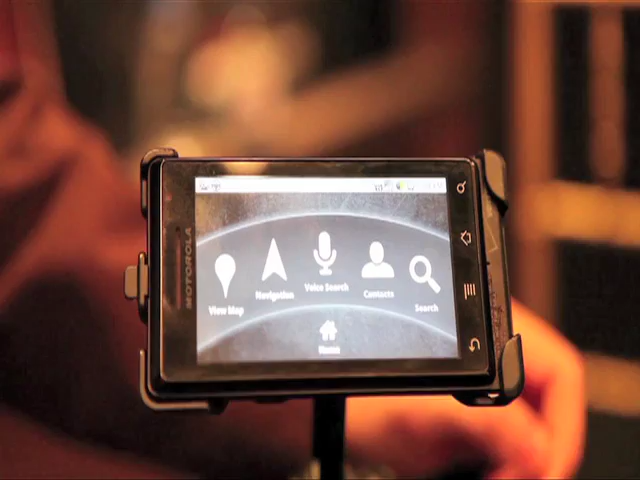 MOTOROLA
View Map
Navigation
Voice Search
Contacts
Search
Home